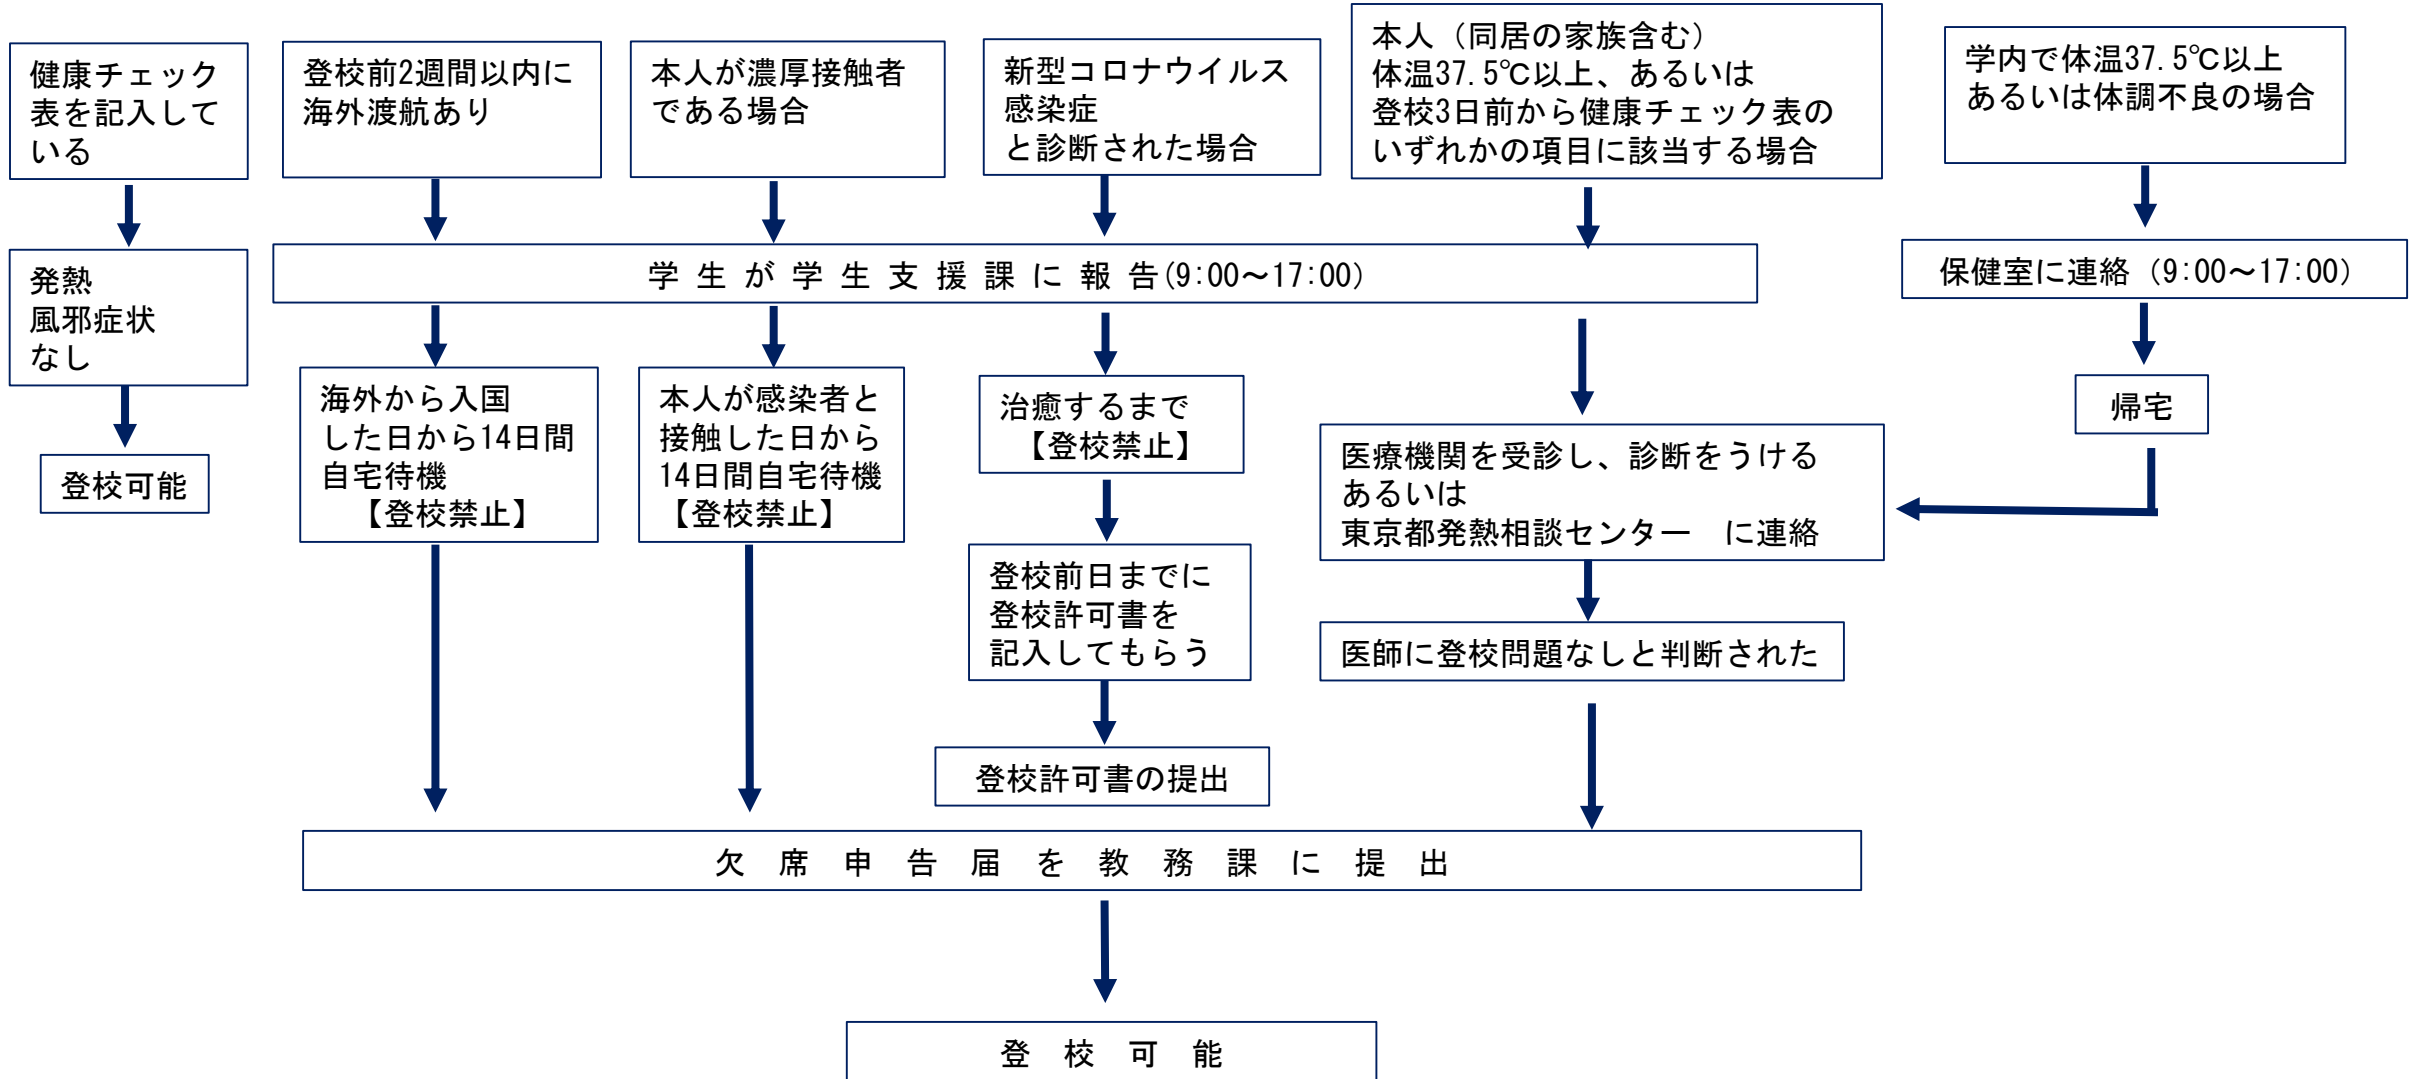 健康チェック
表を記入して
いる
登校前2週間以内に
海外渡航あり
本人が濃厚接触者
である場合
新型コロナウイルス
感染症
と診断された場合
本人（同居の家族含む）
体温37.5℃以上、あるいは
登校3日前から健康チェック表の
いずれかの項目に該当する場合
学内で体温37.5℃以上
あるいは体調不良の場合
発熱
風邪症状
なし
学生が学生支援課に報告(9:00～17:00)
保健室に連絡（9:00～17:00）
登校可能
海外から入国
した日から14日間
自宅待機
【登校禁止】
本人が感染者と
接触した日から
14日間自宅待機
【登校禁止】
治癒するまで
【登校禁止】
帰宅
医療機関を受診し、診断をうける
あるいは
東京都発熱相談センター　に連絡
登校前日までに
登校許可書を
記入してもらう
医師に登校問題なしと判断された
登校許可書の提出
欠席申告届を教務課に提出
登校可能